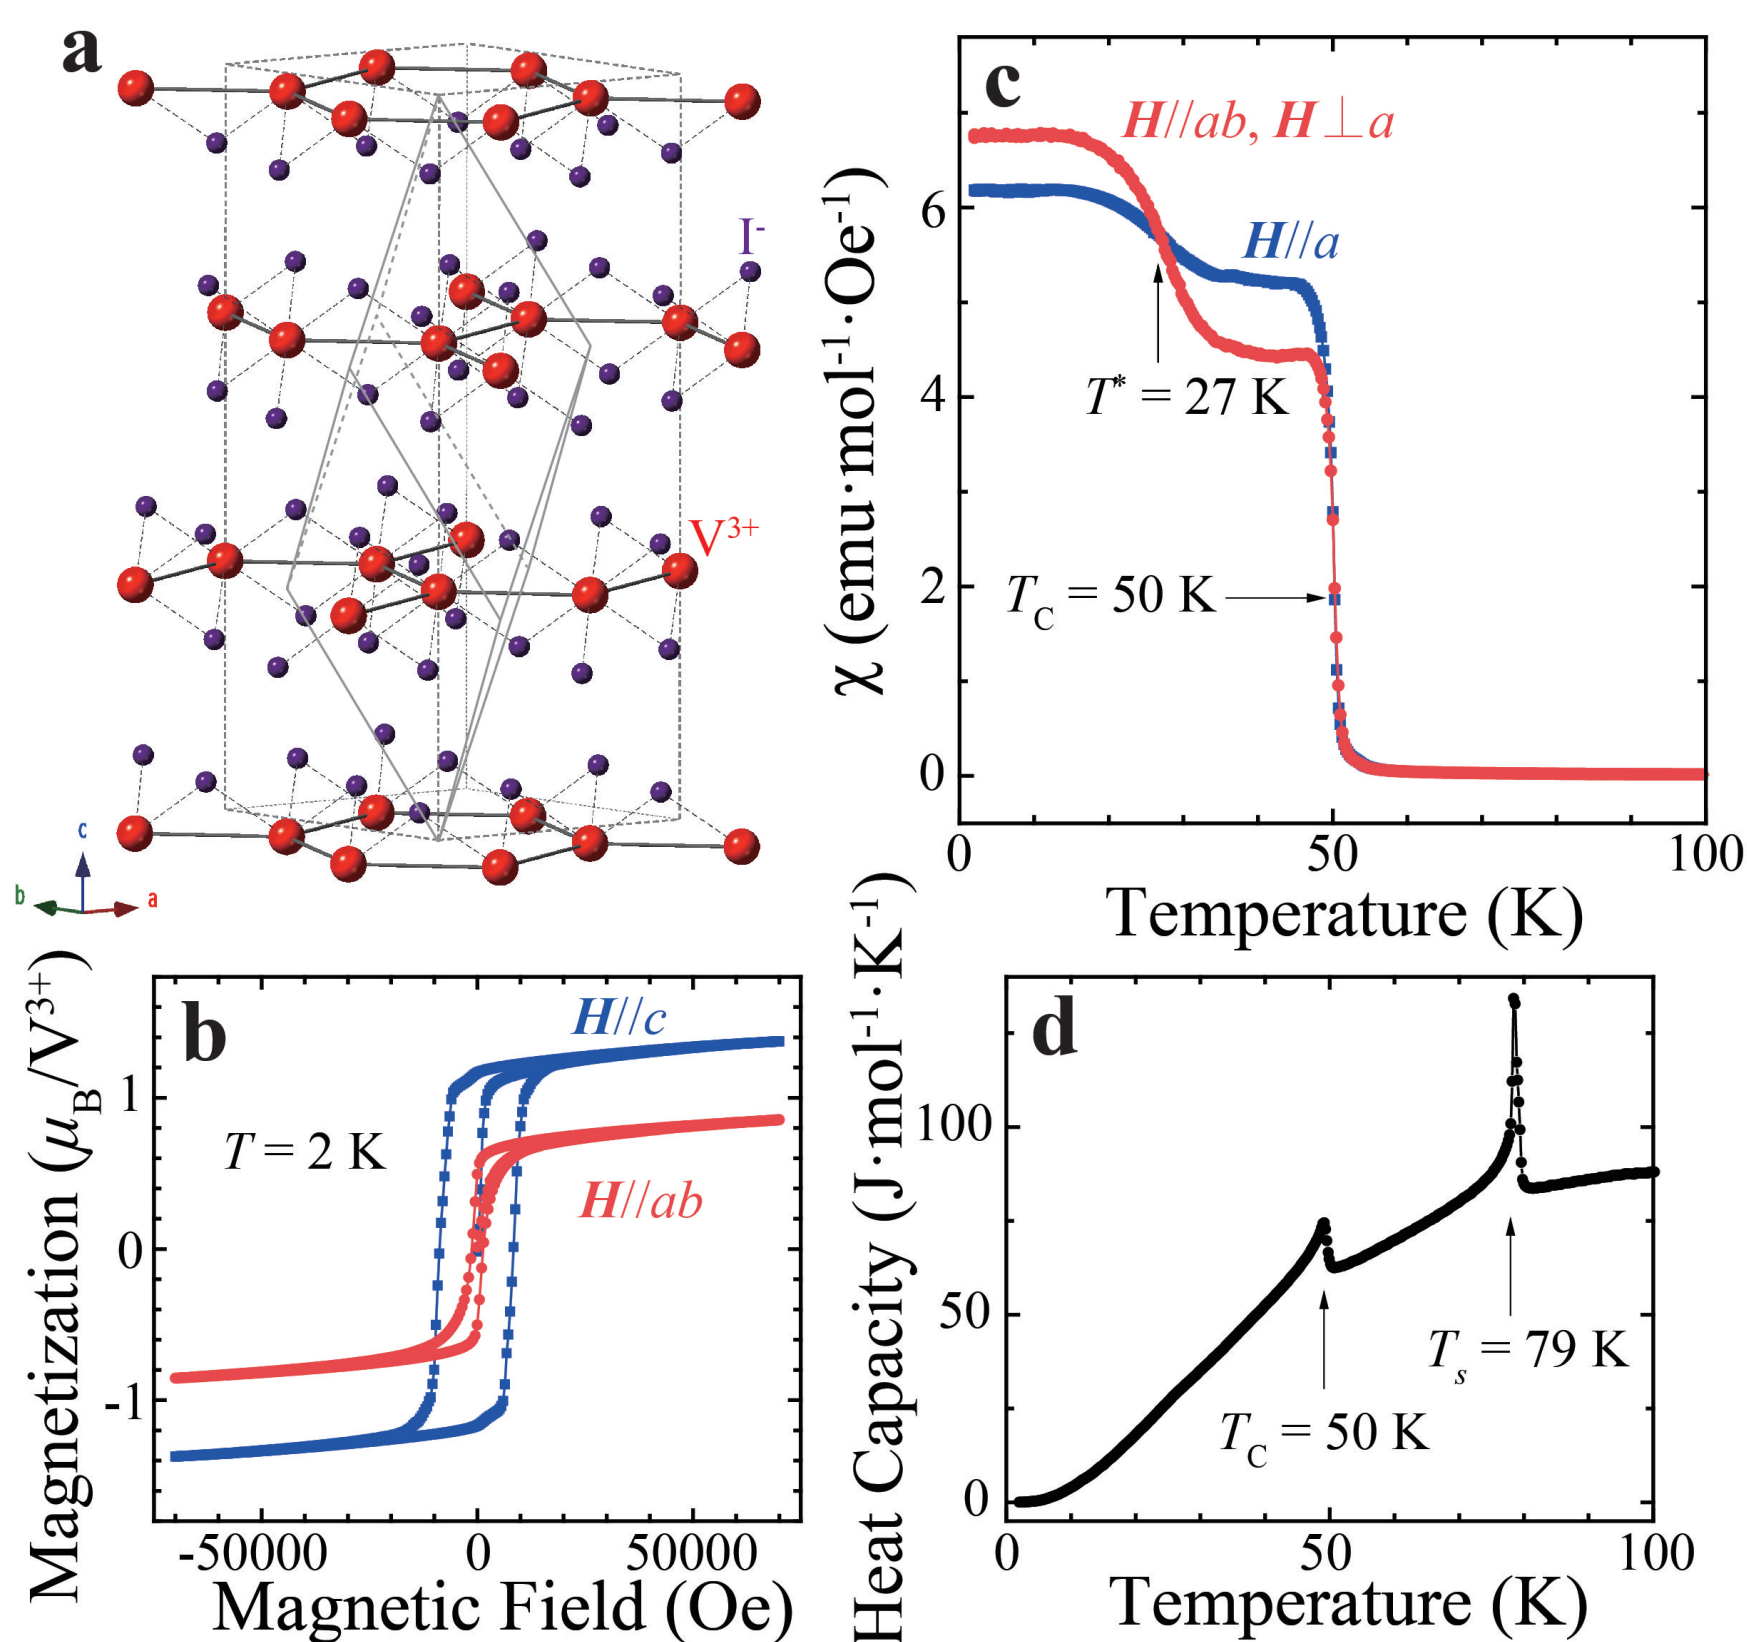 a
I⁻
V³⁺
c
b
a
c
H//ab, H⊥a
H//a
T* = 27 K
T_C = 50 K
6
4
2
0
0 50 100
Temperature (K)
χ (emu·mol⁻¹·Oe⁻¹)
b
H//c
T = 2 K
H//ab
1
0
-1
-50000 0 50000
Magnetic Field (Oe)
Magnetization (μ_B/V³⁺)
d
T_s = 79 K
T_C = 50 K
100
50
0
0 50 100
Temperature (K)
Heat Capacity (J·mol⁻¹·K⁻¹)